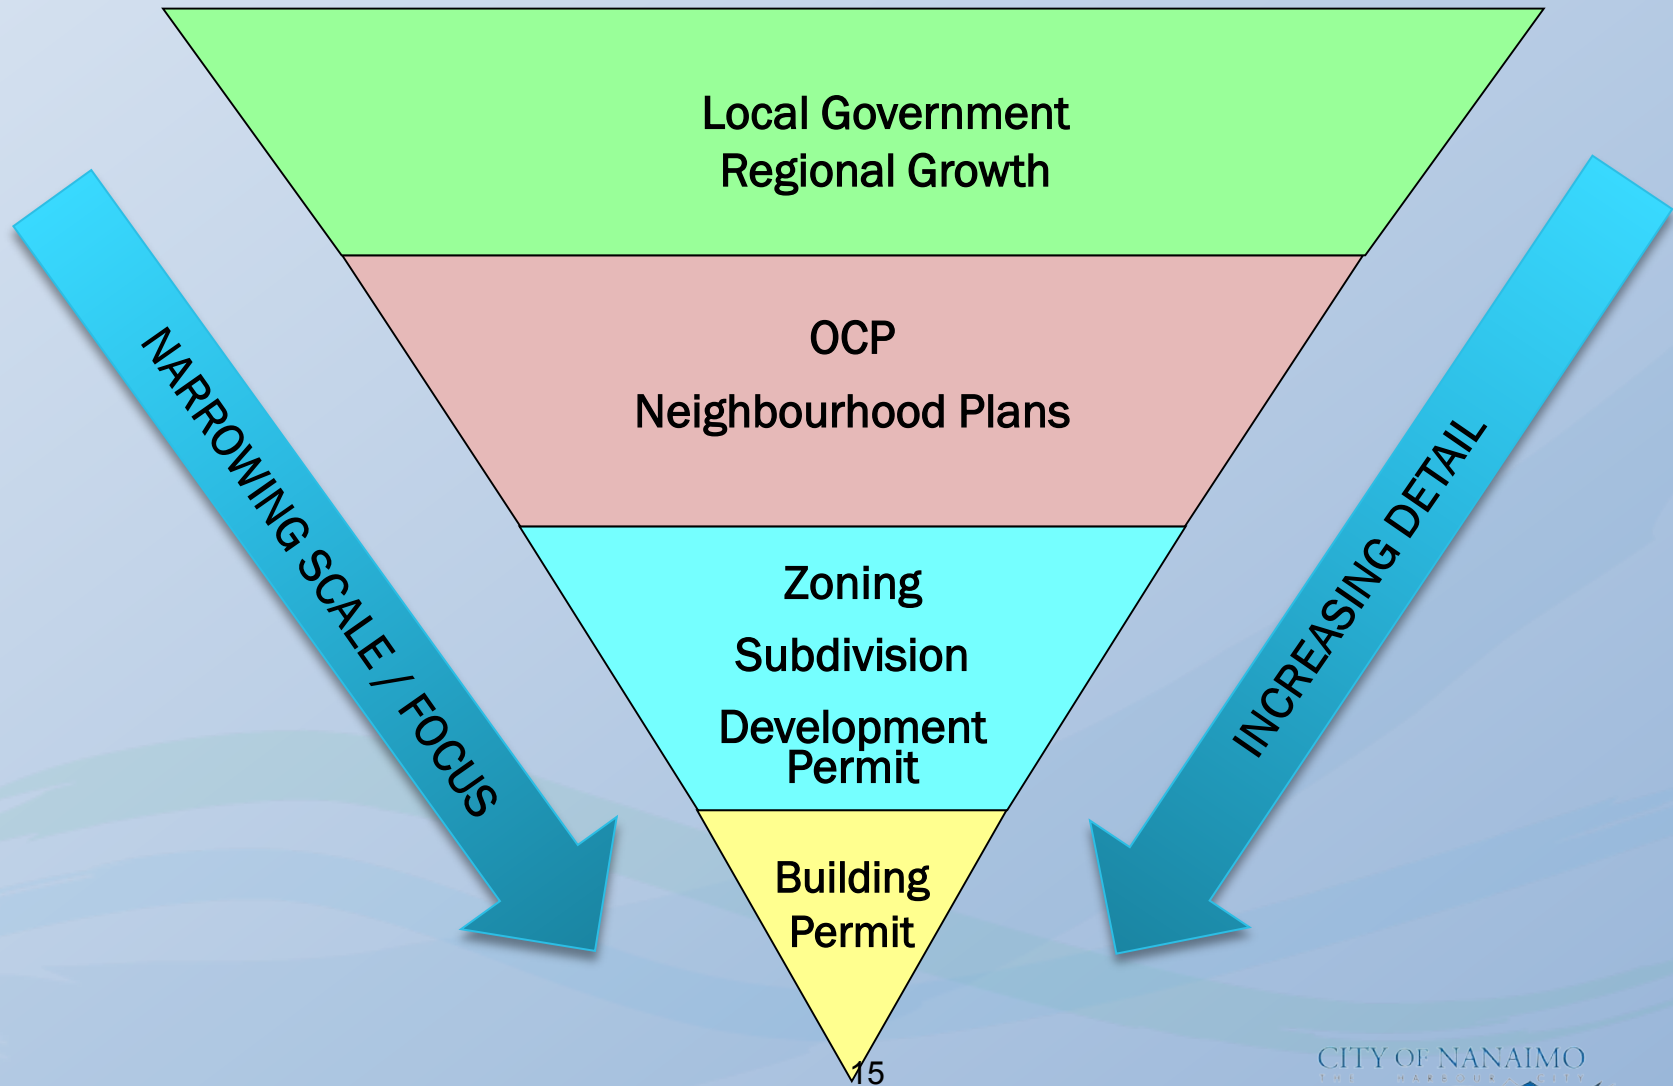 Local Government
Regional Growth
OCP
Neighbourhood Plans
Zoning
Subdivision
Development
Permit
Building
Permit
NARROWING SCALE / FOCUS
INCREASING DETAIL
15
CITY OF NANAIMO